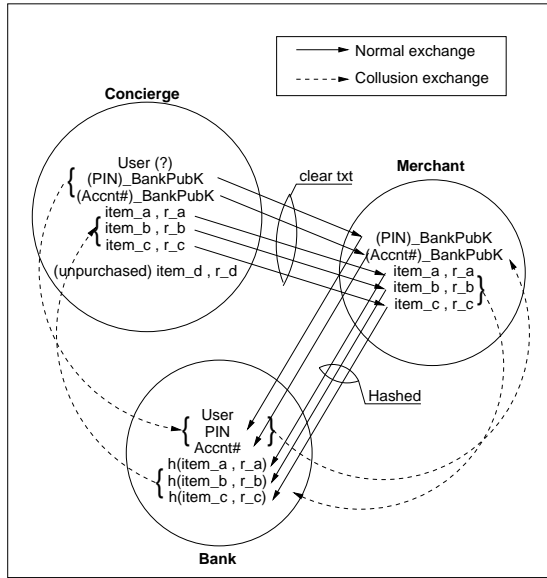 Normal exchange
Collusion exchange
Concierge
User (?)
(PIN)_BankPubK
(Accnt#)_BankPubK
item_a , r_a
item_b , r_b
item_c , r_c
(unpurchased) item_d , r_d
clear txt
Merchant
(PIN)_BankPubK
(Accnt#)_BankPubK
item_a , r_a
item_b , r_b
item_c , r_c
Hashed
User
PIN
Accnt#
h(item_a , r_a)
h(item_b , r_b)
h(item_c , r_c)
Bank